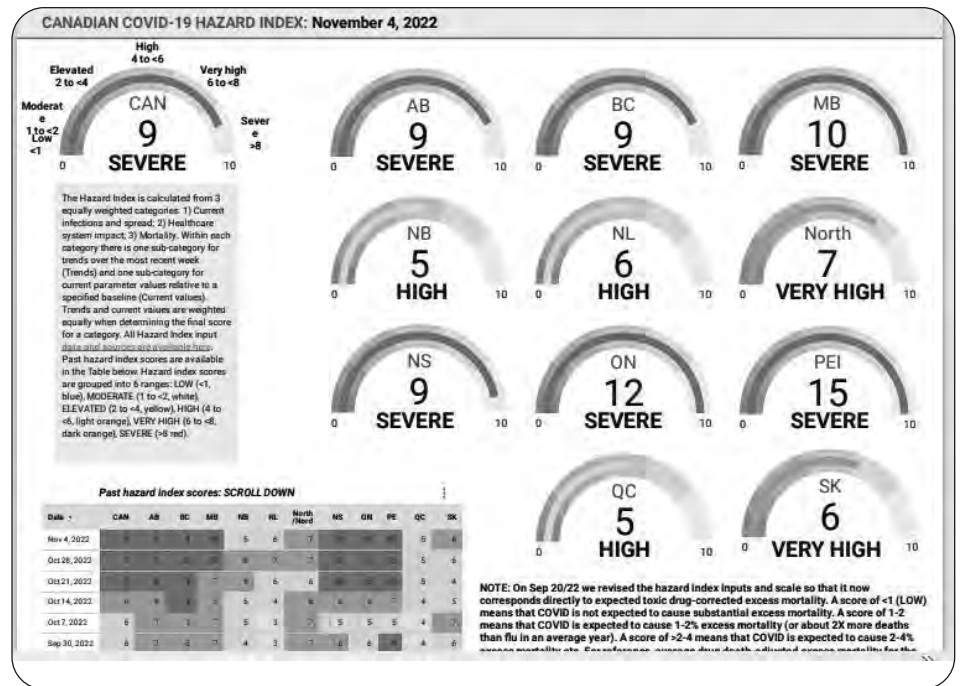 CANADIAN COVID-19 HAZARD INDEX: November 4, 2022
High
4 to <6
Elevated
2 to <4
Very high
6 to <8
Moderat
e
1 to <2
Low
<1
Sever
e
>8
CAN
9
SEVERE
0
10
AB
9
SEVERE
0
10
BC
9
SEVERE
0
10
MB
10
SEVERE
0
10
The Hazard Index is calculated from 3
equally weighted categories: 1) Current
infections and spread; 2) Healthcare
system impact; 3) Mortality. Within each
category there is one sub-category for
trends over the most recent week
(Trends) and one sub-category for
current parameter values relative to a
specified baseline (Current values).
Trends and current values are weighted
equally when determining the final score
for a category. All Hazard Index input
data and sources are available here.
Past hazard index scores are available
in the Table below. Hazard index scores
are grouped into 6 ranges: LOW (<1,
blue), MODERATE (1 to <2, white),
ELEVATED (2 to <4, yellow), HIGH (4 to
<6, light orange), VERY HIGH (6 to <8,
dark orange), SEVERE (>8 red).
NB
5
HIGH
0
10
NL
6
HIGH
0
10
North
7
VERY HIGH
0
10
NS
9
SEVERE
0
10
ON
12
SEVERE
0
10
PEI
15
SEVERE
0
10
QC
5
HIGH
0
10
SK
6
VERY HIGH
0
10
Past hazard index scores: SCROLL DOWN
Date CAN AB BC MB NB NL North /Nord NS ON PE QC SK
Nov 4, 2022 5 6 7 5 6
Oct 28, 2022 5 6
Oct 21, 2022 6 6 5 4
Oct 14, 2022 6 4 4 5
Oct 7, 2022 6 5 3 5 5 5 4
Sep 30, 2022 6 4 3 6 6 4 6
NOTE: On Sep 20/22 we revised the hazard index inputs and scale so that it now
corresponds directly to expected toxic drug-corrected excess mortality. A score of <1 (LOW)
means that COVID is not expected to cause substantial excess mortality. A score of 1-2
means that COVID is expected to cause 1-2% excess mortality (or about 2X more deaths
than flu in an average year). A score of >2-4 means that COVID is expected to cause 2-4%